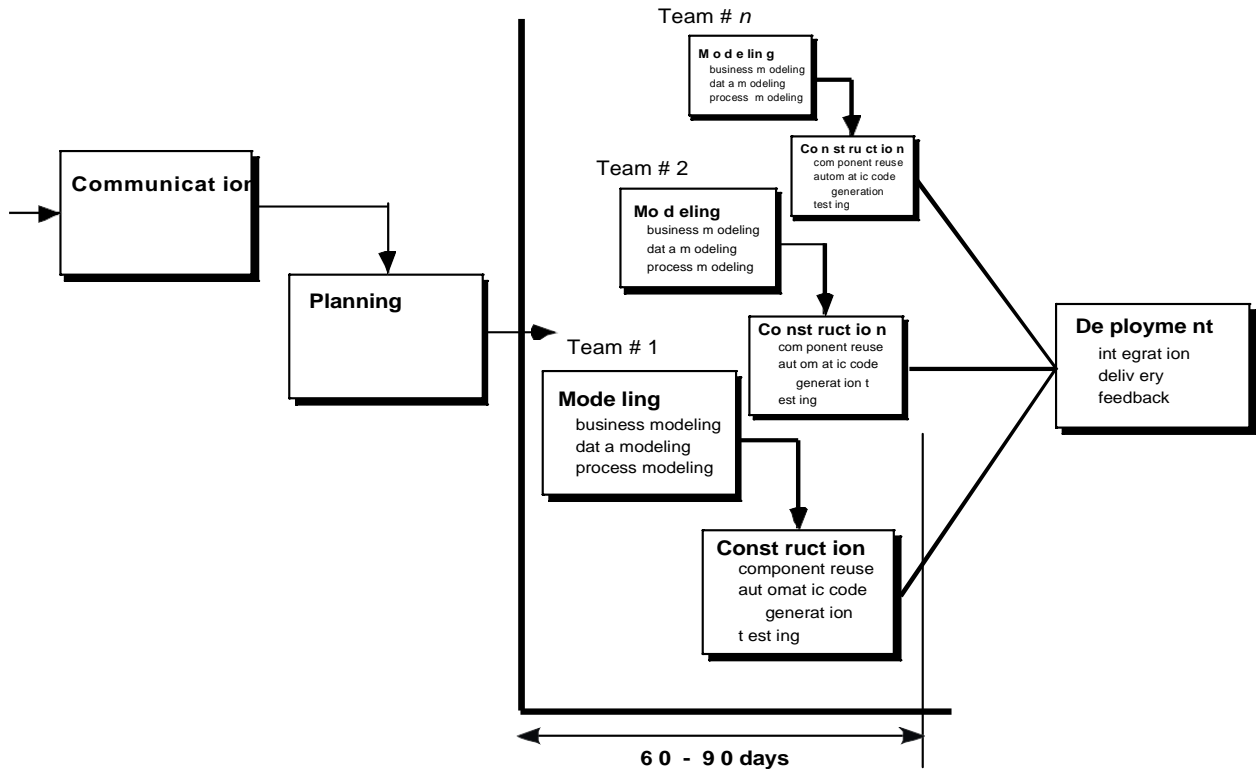 Team # n
Modeling
business modeling
data modeling
process modeling
Construction
component reuse
automatic code
generation
testing
Team # 2
Modeling
business modeling
data modeling
process modeling
Construction
component reuse
automatic code
generation t
esting
Communication
Planning
Team # 1
Modeling
business modeling
data modeling
process modeling
Construction
component reuse
automatic code
generation
testing
Deployment
integration
delivery
feedback
60 - 90 days